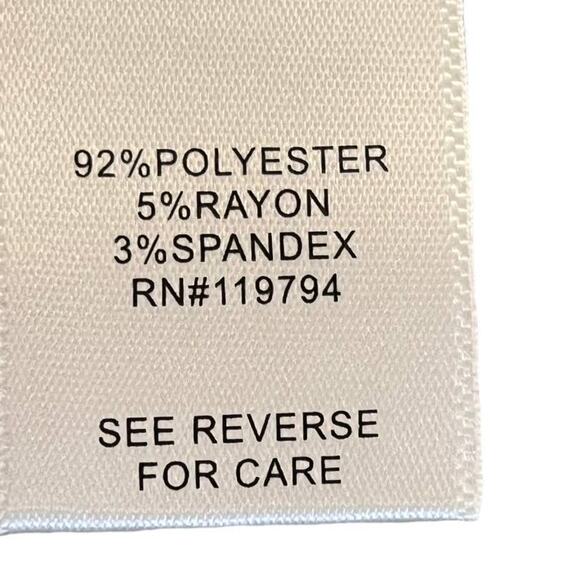 92%POLYESTER
5%RAYON
3%SPANDEX
RN#119794
SEE REVERSE
FOR CARE